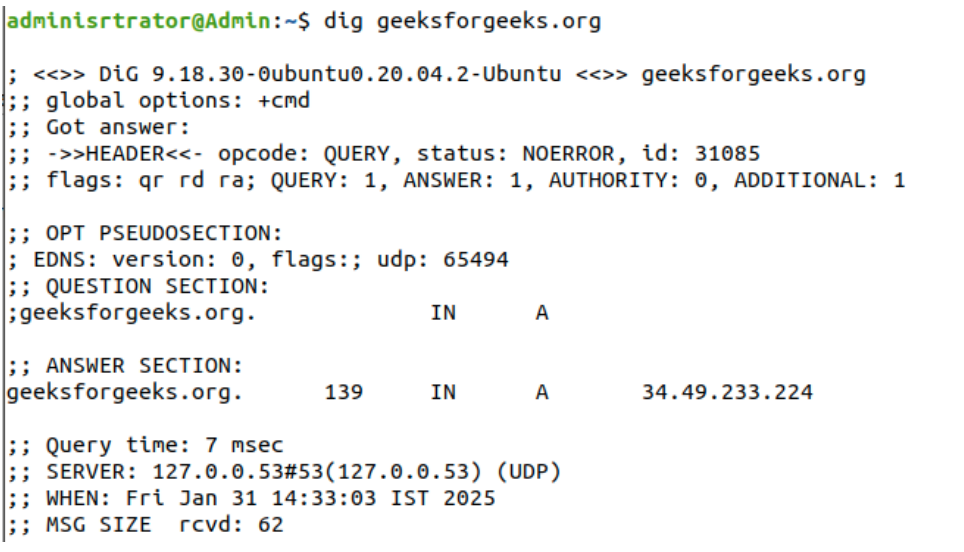 adminisrtrator@Admin:~$ dig geeksforgeeks.org
; <<>> DiG 9.18.30-0ubuntu0.20.04.2-Ubuntu <<>> geeksforgeeks.org
;; global options: +cmd
;; Got answer:
;; ->>HEADER<<- opcode: QUERY, status: NOERROR, id: 31085
;; flags: qr rd ra; QUERY: 1, ANSWER: 1, AUTHORITY: 0, ADDITIONAL: 1
;; OPT PSEUDOSECTION:
; EDNS: version: 0, flags:; udp: 65494
;; QUESTION SECTION:
;geeksforgeeks.org. IN A
;; ANSWER SECTION:
geeksforgeeks.org. 139 IN A 34.49.233.224
;; Query time: 7 msec
;; SERVER: 127.0.0.53#53(127.0.0.53) (UDP)
;; WHEN: Fri Jan 31 14:33:03 IST 2025
;; MSG SIZE rcvd: 62